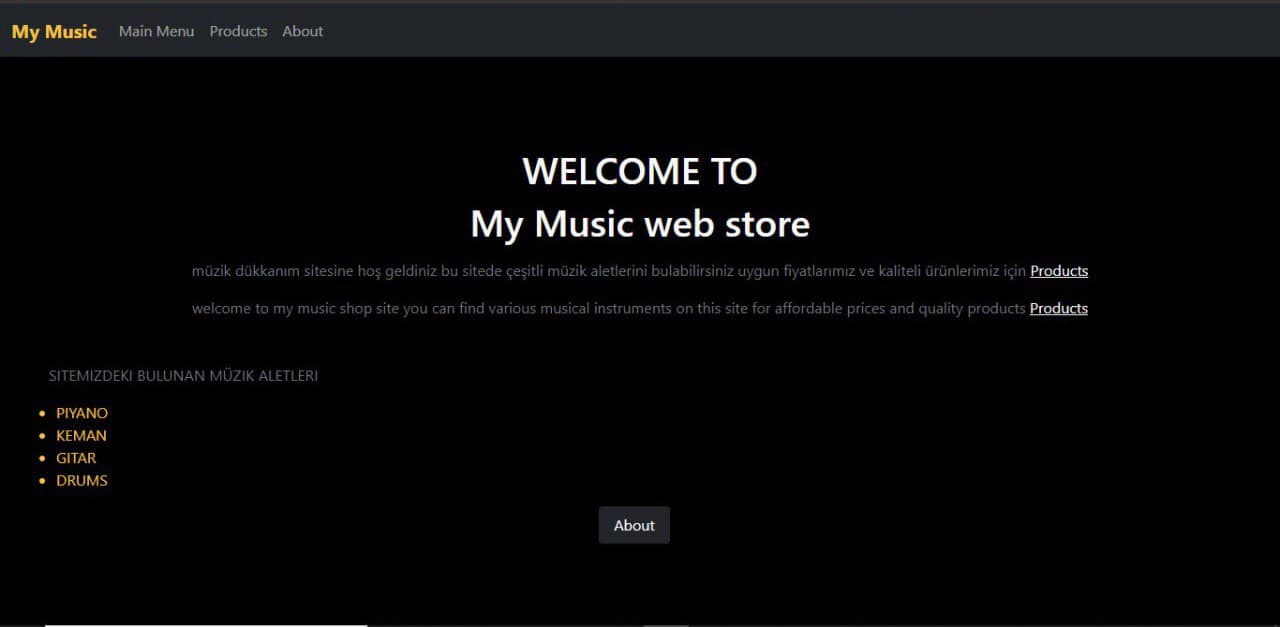 My Music Main Menu Products About
WELCOME TO
My Music web store
müzik dükkanım sitesine hoş geldiniz bu sitede çeşitli müzik aletlerini bulabilirsiniz uygun fiyatlarımız ve kaliteli ürünlerimiz için Products
welcome to my music shop site you can find various musical instruments on this site for affordable prices and quality products Products
SITEMIZDEKI BULUNAN MÜZIK ALETLERI
PIYANO
KEMAN
GITAR
DRUMS
About